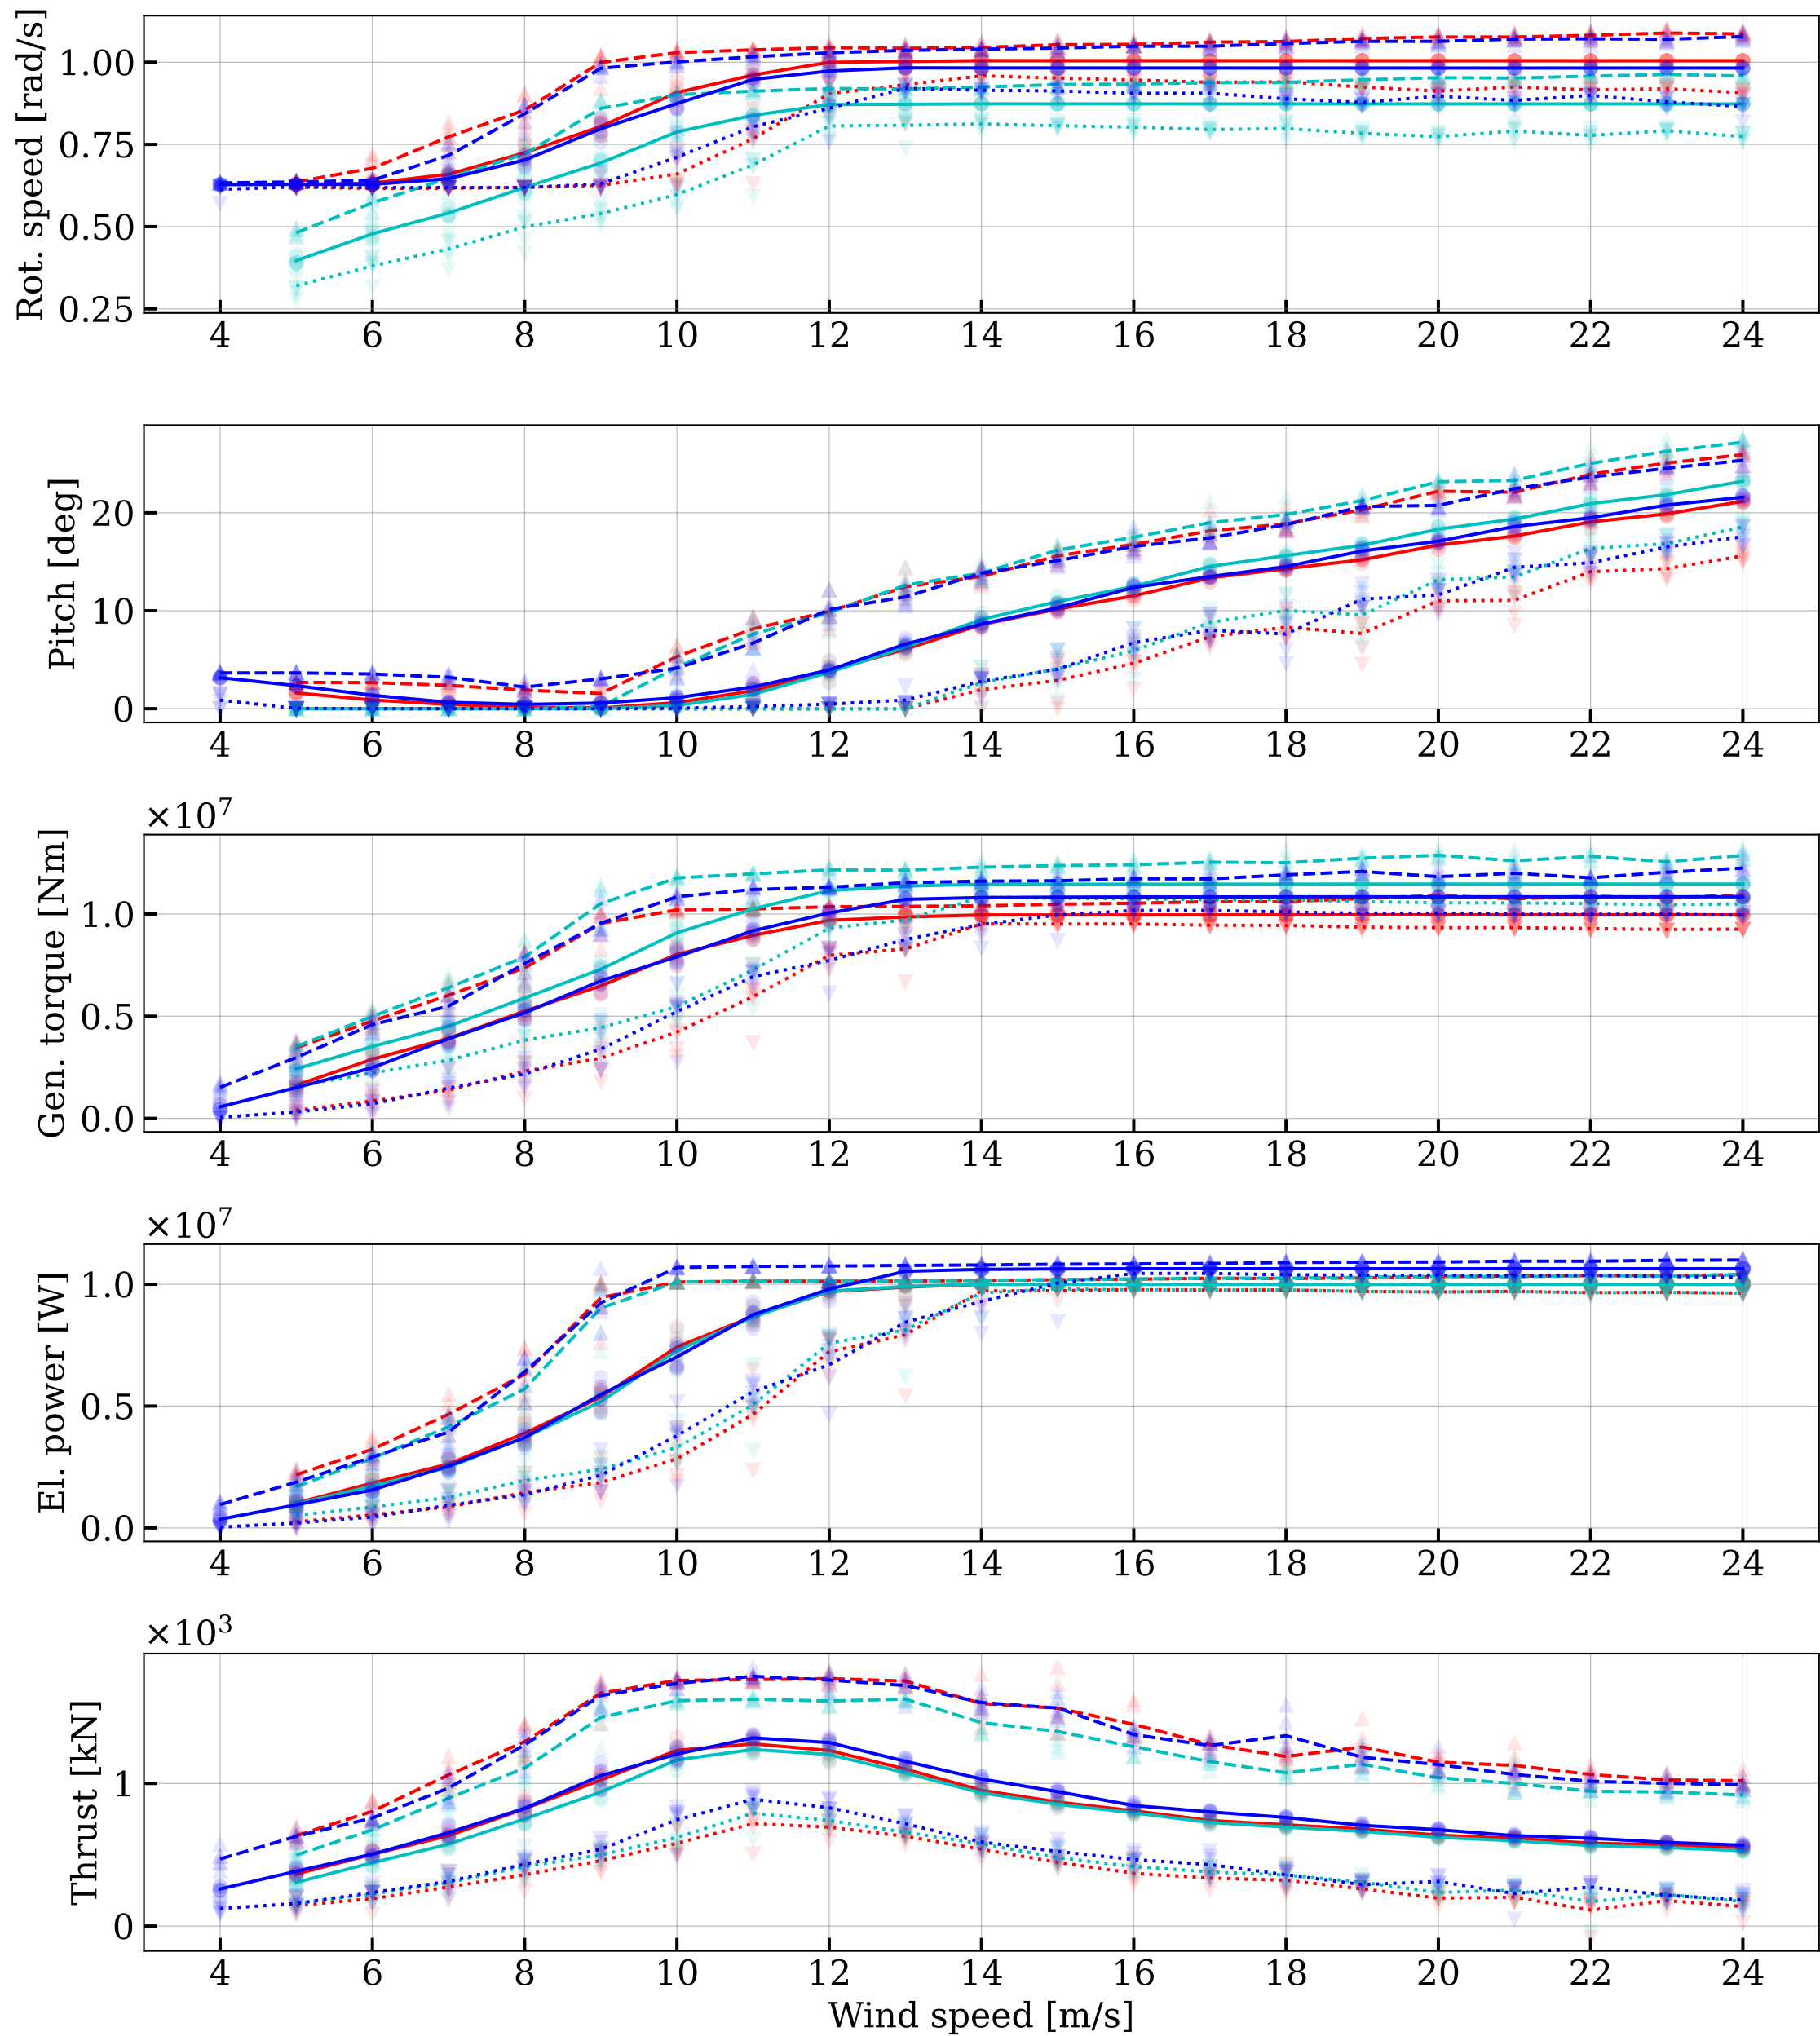 Rot. speed [rad/s]
1.00
0.75
0.50
0.25
4 6 8 10 12 14 16 18 20 22 24
Pitch [deg]
20
10
0
4 6 8 10 12 14 16 18 20 22 24
×10⁷
Gen. torque [Nm]
1.0
0.5
0.0
4 6 8 10 12 14 16 18 20 22 24
×10⁷
El. power [W]
1.0
0.5
0.0
4 6 8 10 12 14 16 18 20 22 24
×10³
Thrust [kN]
1
0
4 6 8 10 12 14 16 18 20 22 24
Wind speed [m/s]